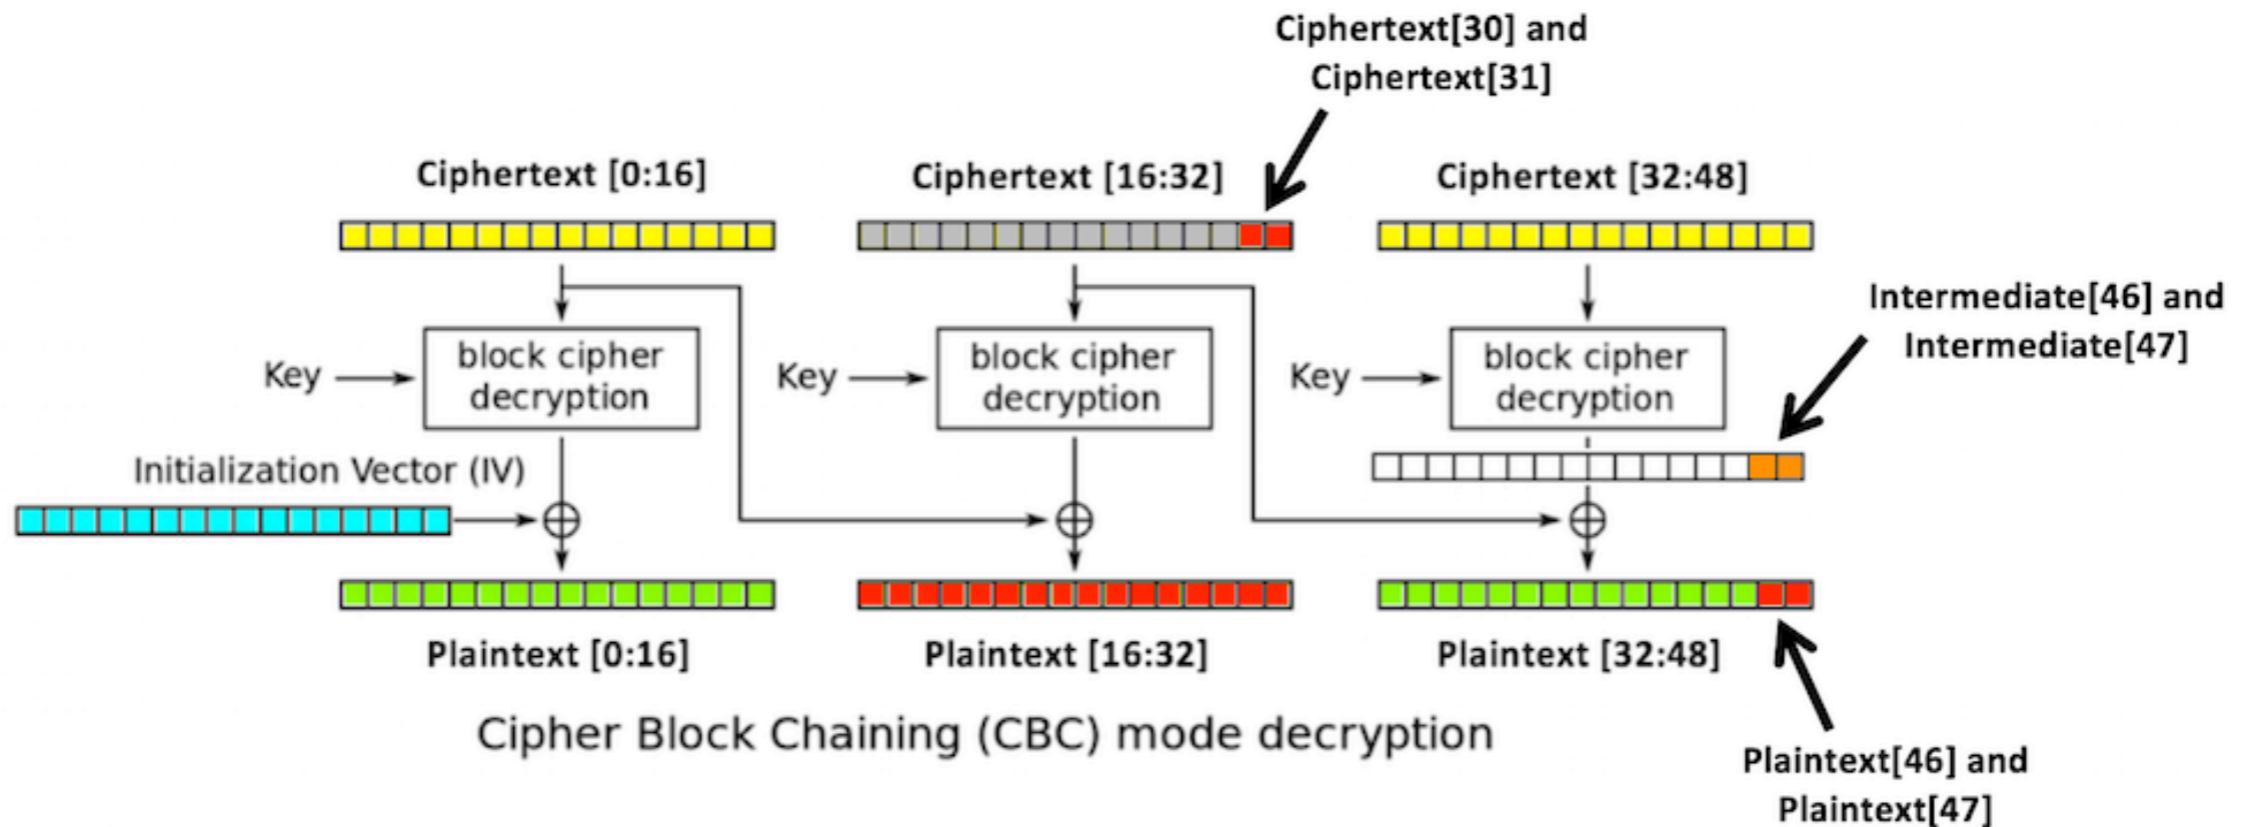 Ciphertext[30] and
Ciphertext[31]
Ciphertext [0:16]
Ciphertext [16:32]
Ciphertext [32:48]
Intermediate[46] and
Intermediate[47]
Key
block cipher
decryption
Key
block cipher
decryption
Key
block cipher
decryption
Initialization Vector (IV)
Plaintext [0:16]
Plaintext [16:32]
Plaintext [32:48]
Cipher Block Chaining (CBC) mode decryption
Plaintext[46] and
Plaintext[47]